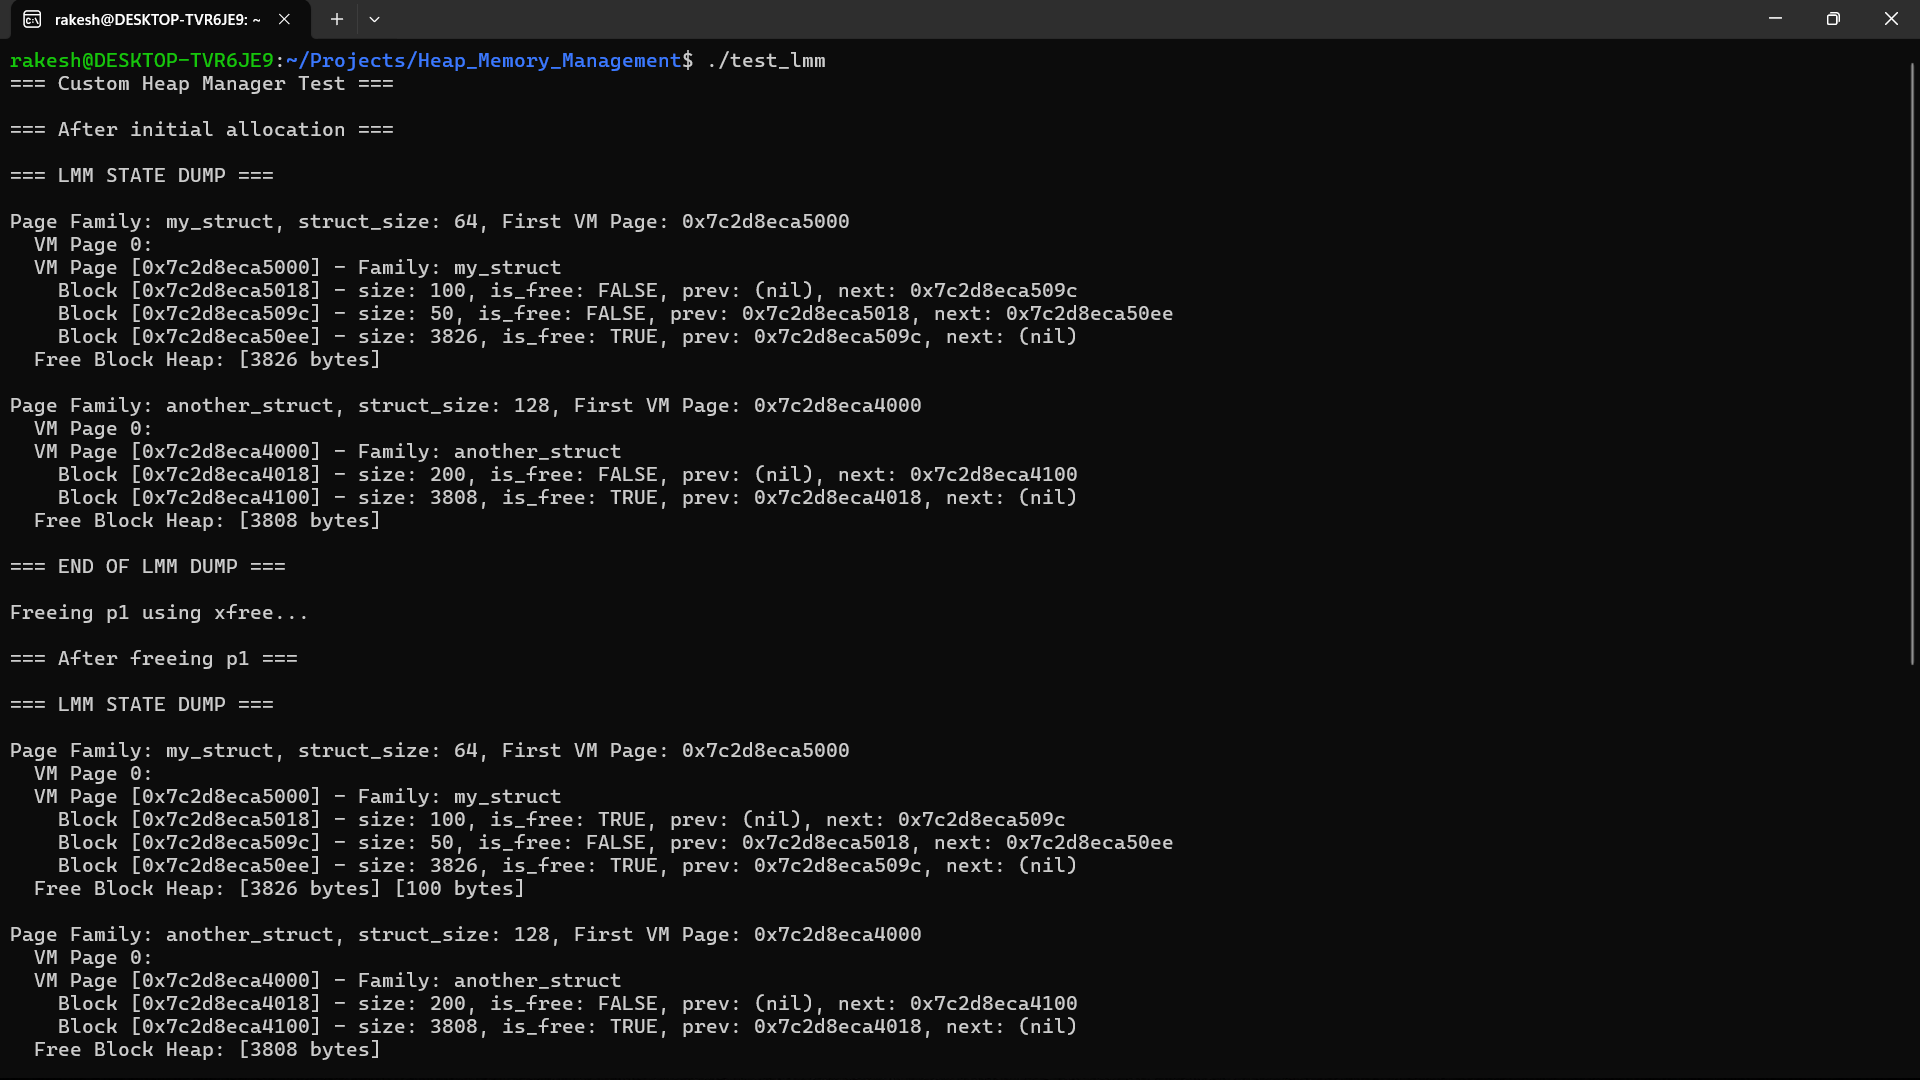 rakesh@DESKTOP-TVR6JE9: ~
rakesh@DESKTOP-TVR6JE9:~/Projects/Heap_Memory_Management$ ./test_lmm
=== Custom Heap Manager Test ===
=== After initial allocation ===
=== LMM STATE DUMP ===
Page Family: my_struct, struct_size: 64, First VM Page: 0x7c2d8eca5000
VM Page 0:
VM Page [0x7c2d8eca5000] - Family: my_struct
Block [0x7c2d8eca5018] - size: 100, is_free: FALSE, prev: (nil), next: 0x7c2d8eca509c
Block [0x7c2d8eca509c] - size: 50, is_free: FALSE, prev: 0x7c2d8eca5018, next: 0x7c2d8eca50ee
Block [0x7c2d8eca50ee] - size: 3826, is_free: TRUE, prev: 0x7c2d8eca509c, next: (nil)
Free Block Heap: [3826 bytes]
Page Family: another_struct, struct_size: 128, First VM Page: 0x7c2d8eca4000
VM Page 0:
VM Page [0x7c2d8eca4000] - Family: another_struct
Block [0x7c2d8eca4018] - size: 200, is_free: FALSE, prev: (nil), next: 0x7c2d8eca4100
Block [0x7c2d8eca4100] - size: 3808, is_free: TRUE, prev: 0x7c2d8eca4018, next: (nil)
Free Block Heap: [3808 bytes]
=== END OF LMM DUMP ===
Freeing p1 using xfree...
=== After freeing p1 ===
=== LMM STATE DUMP ===
Page Family: my_struct, struct_size: 64, First VM Page: 0x7c2d8eca5000
VM Page 0:
VM Page [0x7c2d8eca5000] - Family: my_struct
Block [0x7c2d8eca5018] - size: 100, is_free: TRUE, prev: (nil), next: 0x7c2d8eca509c
Block [0x7c2d8eca509c] - size: 50, is_free: FALSE, prev: 0x7c2d8eca5018, next: 0x7c2d8eca50ee
Block [0x7c2d8eca50ee] - size: 3826, is_free: TRUE, prev: 0x7c2d8eca509c, next: (nil)
Free Block Heap: [3826 bytes] [100 bytes]
Page Family: another_struct, struct_size: 128, First VM Page: 0x7c2d8eca4000
VM Page 0:
VM Page [0x7c2d8eca4000] - Family: another_struct
Block [0x7c2d8eca4018] - size: 200, is_free: FALSE, prev: (nil), next: 0x7c2d8eca4100
Block [0x7c2d8eca4100] - size: 3808, is_free: TRUE, prev: 0x7c2d8eca4018, next: (nil)
Free Block Heap: [3808 bytes]